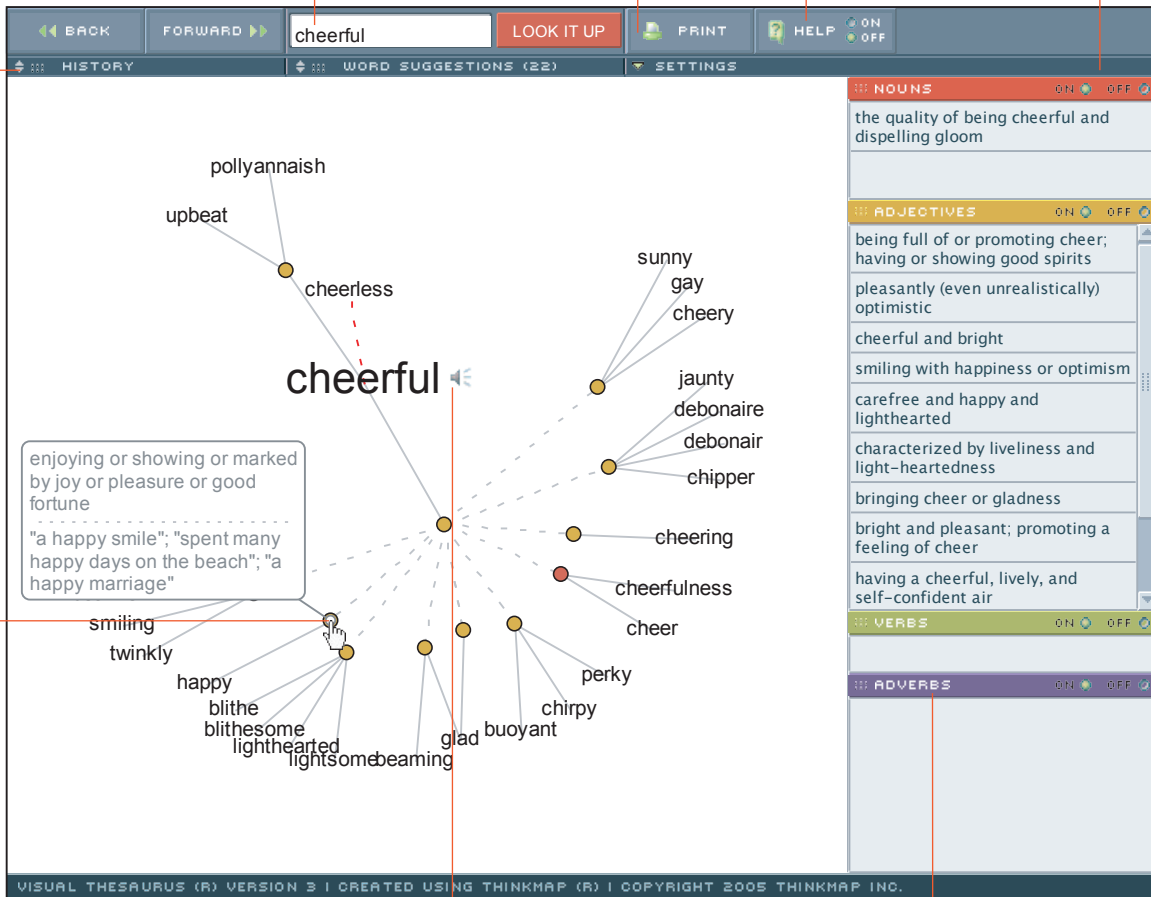 BACK
FORWARD
cheerful
LOOK IT UP
PRINT
HELP
ON
OFF
HISTORY
WORD SUGGESTIONS (22)
SETTINGS
pollyannaish
upbeat
cheerless
cheerful
sunny
gay
cheery
jaunty
debonaire
debonair
chipper
cheering
cheerfulness
cheer
perky
chirpy
buoyant
glad
beaming
lightsome
lighthearted
blithesome
blithe
happy
twinkly
smiling
enjoying or showing or marked
by joy or pleasure or good
fortune
"a happy smile"; "spent many
happy days on the beach"; "a
happy marriage"
NOUNS ON OFF
the quality of being cheerful and
dispelling gloom
ADJECTIVES ON OFF
being full of or promoting cheer;
having or showing good spirits
pleasantly (even unrealistically)
optimistic
cheerful and bright
smiling with happiness or optimism
carefree and happy and
lighthearted
characterized by liveliness and
light-heartedness
bringing cheer or gladness
bright and pleasant; promoting a
feeling of cheer
having a cheerful, lively, and
self-confident air
VERBS ON OFF
ADVERBS ON OFF
VISUAL THESAURUS (R) VERSION 3 | CREATED USING THINKMAP (R) | COPYRIGHT 2005 THINKMAP INC.